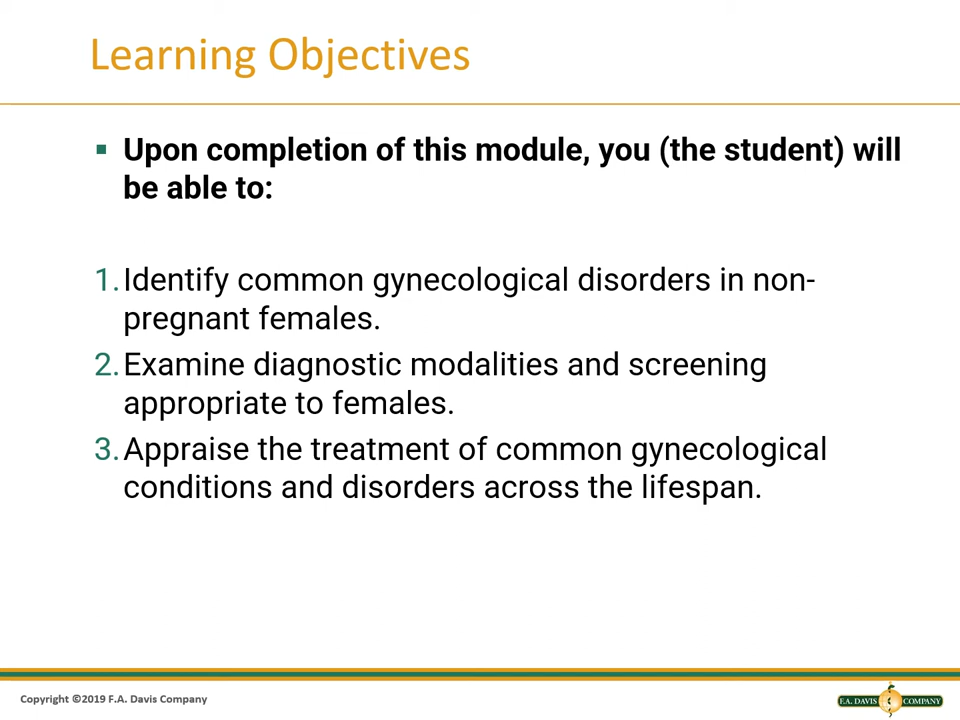 Learning Objectives
Upon completion of this module, you (the student) will
be able to:
1. Identify common gynecological disorders in non-
pregnant females.
2. Examine diagnostic modalities and screening
appropriate to females.
3. Appraise the treatment of common gynecological
conditions and disorders across the lifespan.
Copyright ©2019 F.A. Davis Company
F.A. DAVIS COMPANY